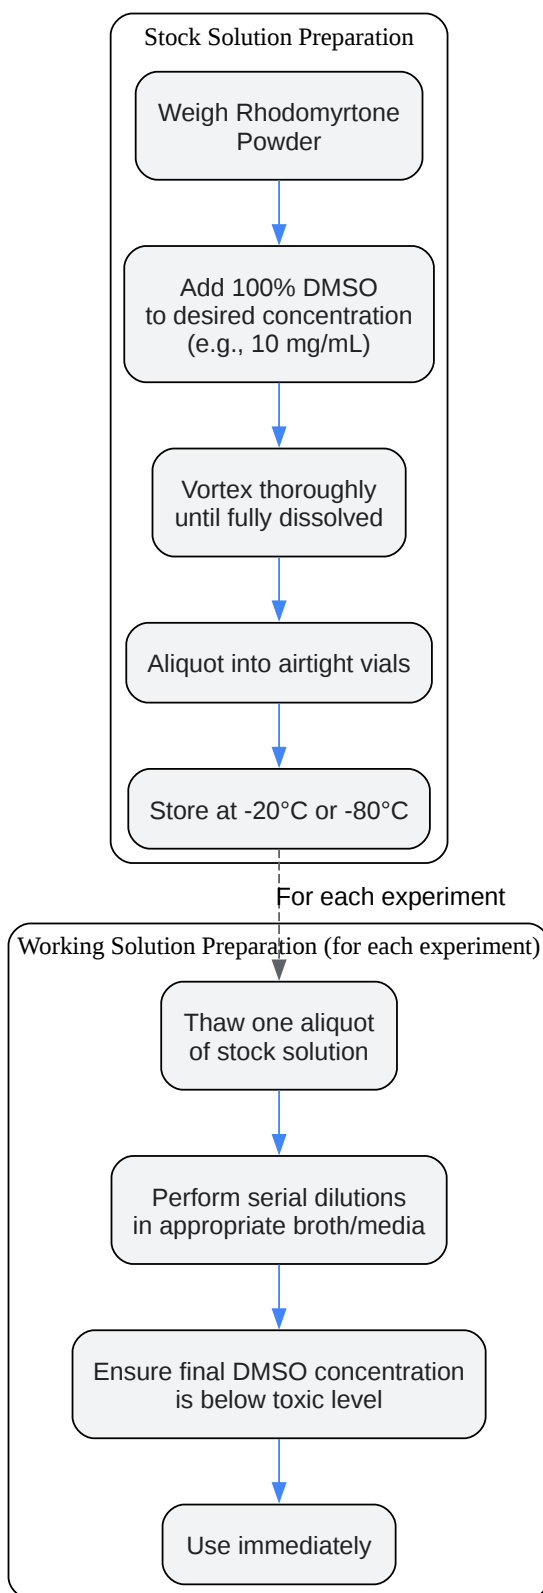 Stock Solution Preparation
Weigh Rhodomyrtone
Powder
Add 100% DMSO
to desired concentration
(e.g., 10 mg/mL)
Vortex thoroughly
until fully dissolved
Aliquot into airtight vials
Store at -20°C or -80°C
For each experiment
Working Solution Preparation (for each experiment)
Thaw one aliquot
of stock solution
Perform serial dilutions
in appropriate broth/media
Ensure final DMSO concentration
is below toxic level
Use immediately